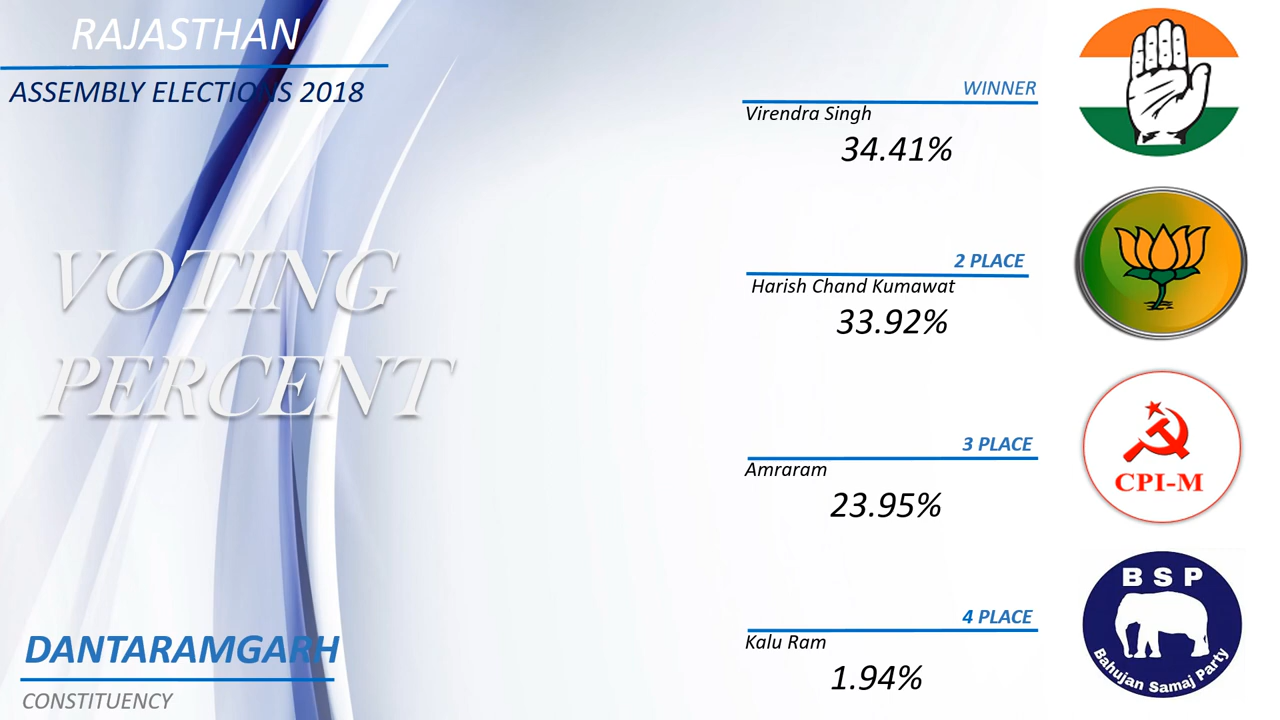 RAJASTHAN
ASSEMBLY ELECTIONS 2018
VOTING
PERCENT
DANTARAMGARH
CONSTITUENCY
WINNER
Virendra Singh
34.41%
2 PLACE
Harish Chand Kumawat
33.92%
3 PLACE
Amraram
23.95%
CPI-M
4 PLACE
Kalu Ram
1.94%
BSP
Bahujan Samaj Party